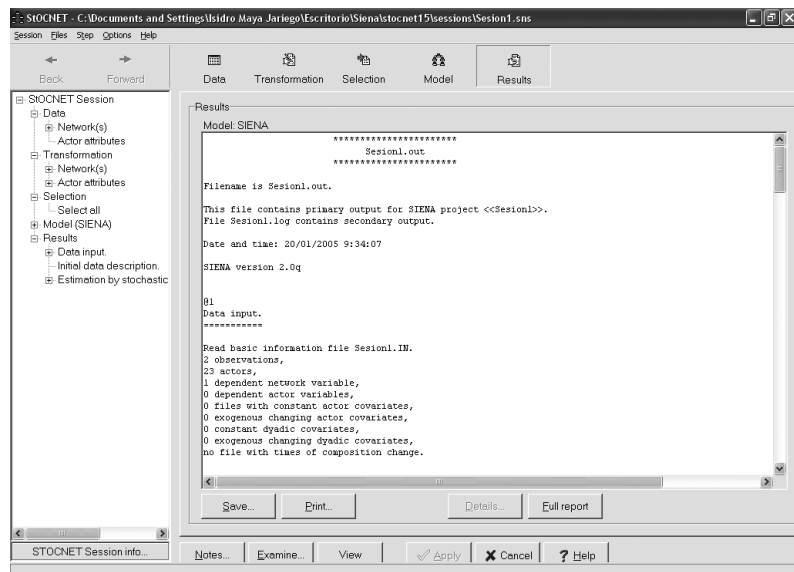 StOCNET - C:\Documents and Settings\Isidro Maya Jariego\Escritorio\Siena\stocnet15\sessions\Sesion1.sns
Session Files Step Options Help
Back Forward Data Transformation Selection Model Results
StOCNET Session
Data
Network(s)
Actor attributes
Transformation
Network(s)
Actor attributes
Selection
Select all
Model (SIENA)
Results
Data input.
Initial data description.
Estimation by stochastic
STOCNET Session info...
Results
Model: SIENA
***********************
Sesion1.out
***********************
Filename is Sesion1.out.
This file contains primary output for SIENA project <<Sesion1>>.
File Sesion1.log contains secondary output.
Date and time: 20/01/2005 9:34:07
SIENA version 2.0q
@1
Data input.
===========
Read basic information file Sesion1.IN.
2 observations,
23 actors,
1 dependent network variable,
0 dependent actor variables,
0 files with constant actor covariates,
0 exogenous changing actor covariates,
0 constant dyadic covariates,
0 exogenous changing dyadic covariates,
no file with times of composition change.
Save... Print... Details... Full report
Notes... Examine... View Apply Cancel Help